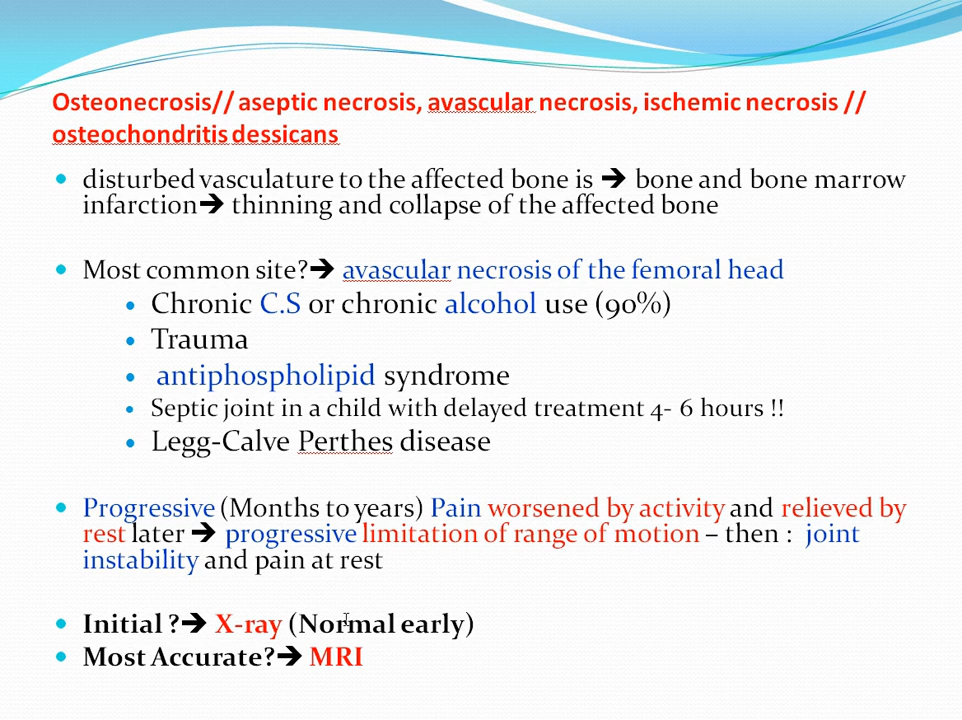 Osteonecrosis// aseptic necrosis, avascular necrosis, ischemic necrosis //
osteochondritis dessicans
• disturbed vasculature to the affected bone is ➔ bone and bone marrow
infarction➔ thinning and collapse of the affected bone
• Most common site?➔ avascular necrosis of the femoral head
• Chronic C.S or chronic alcohol use (90%)
• Trauma
• antiphospholipid syndrome
• Septic joint in a child with delayed treatment 4- 6 hours !!
• Legg-Calve Perthes disease
• Progressive (Months to years) Pain worsened by activity and relieved by
rest later ➔ progressive limitation of range of motion – then : joint
instability and pain at rest
• Initial ?➔ X-ray (Normal early)
• Most Accurate?➔ MRI